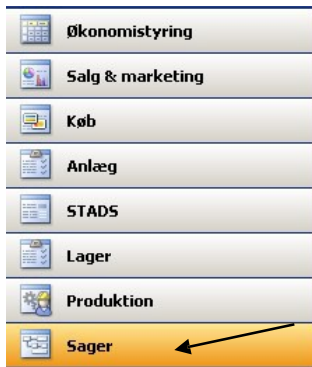 Økonomistyring
Salg & marketing
Køb
Anlæg
STADS
Lager
Produktion
Sager